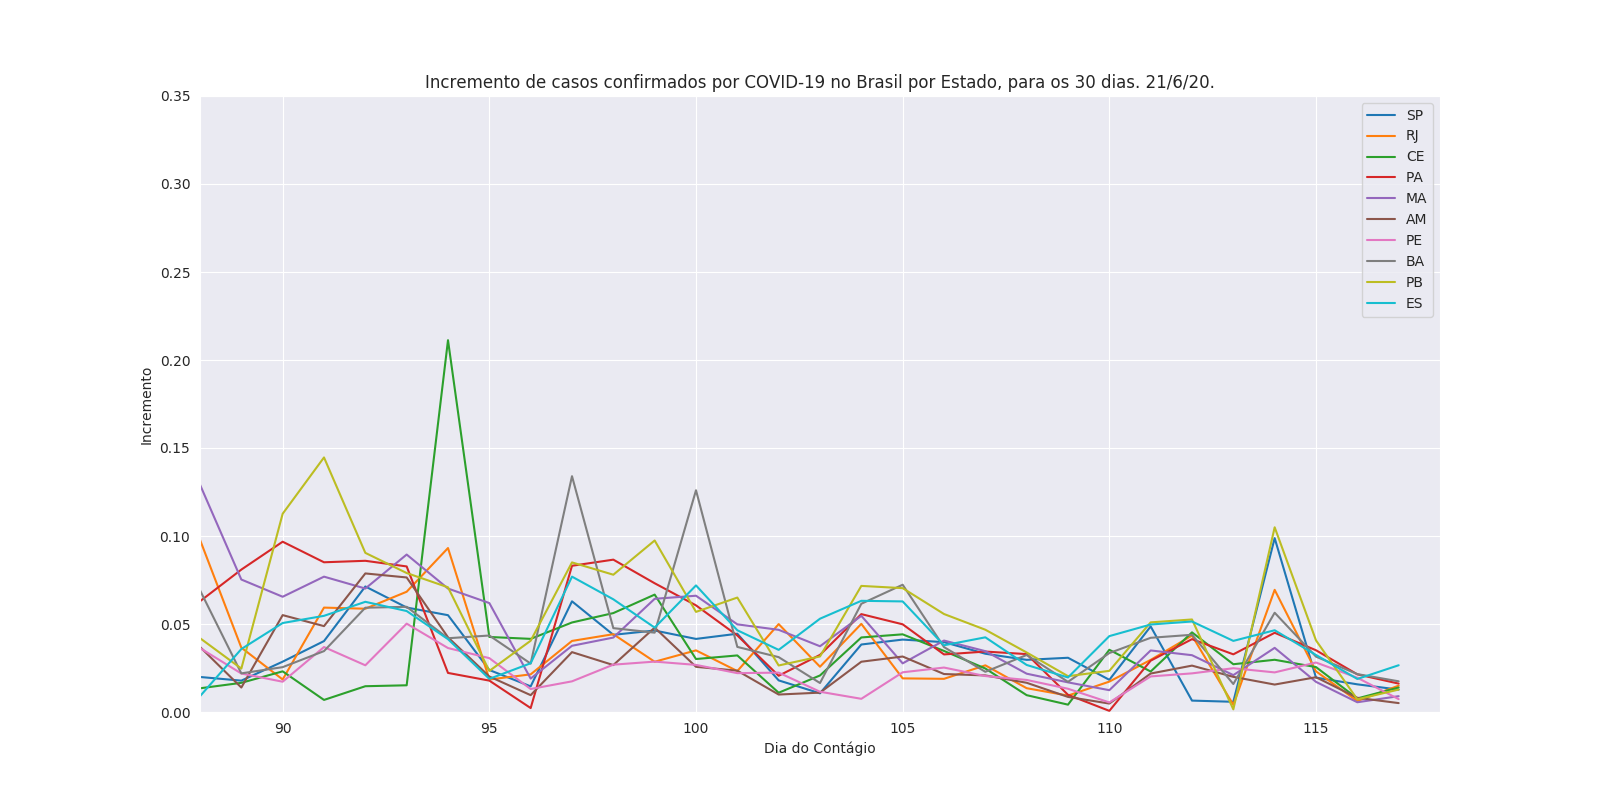 Incremento de casos confirmados por COVID-19 no Brasil por Estado, para os 30 dias. 21/6/20.
0.35
0.30
0.25
0.20
0.15
0.10
0.05
0.00
Incremento
90 95 100 105 110 115
Dia do Contágio
SP
RJ
CE
PA
MA
AM
PE
BA
PB
ES